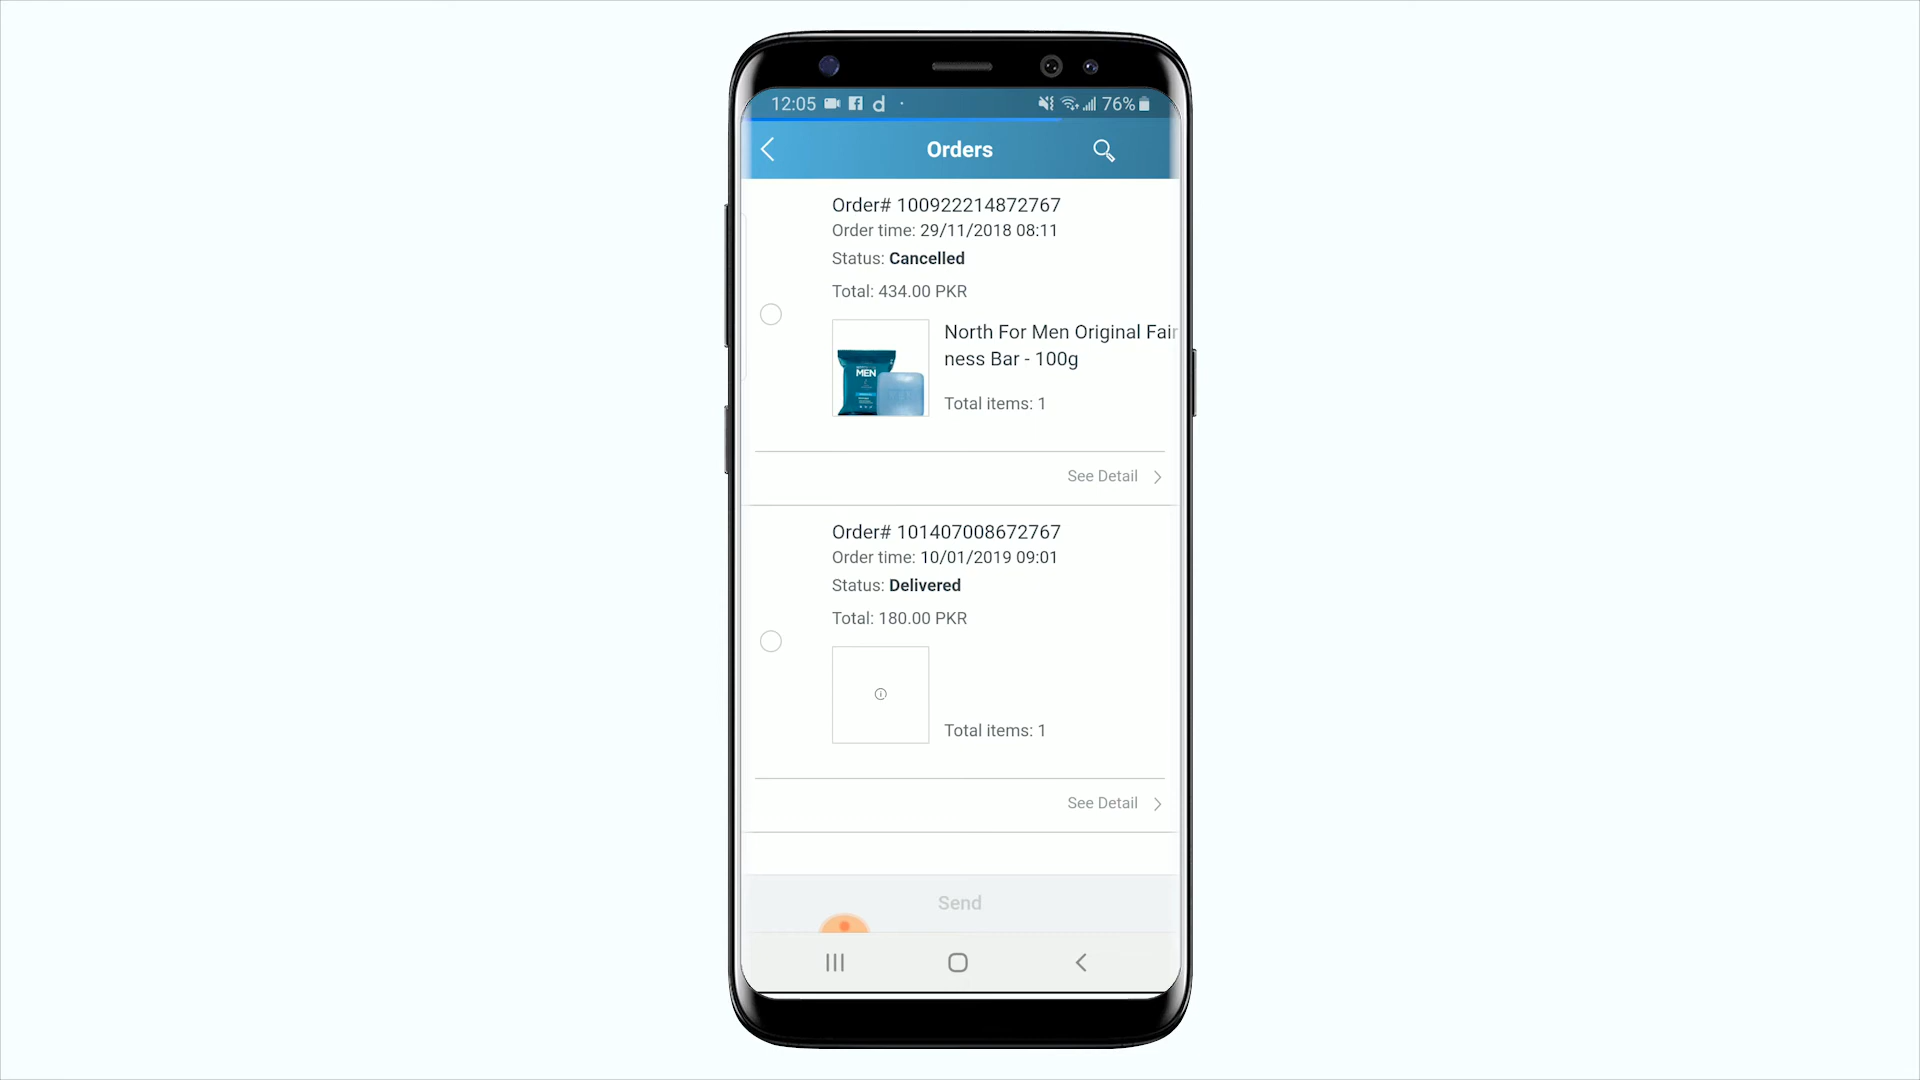 12:05 76%
Orders
Order# 100922214872767
Order time: 29/11/2018 08:11
Status: Cancelled
Total: 434.00 PKR
North For Men Original Fair
ness Bar - 100g
MEN
Total items: 1
See Detail
Order# 101407008672767
Order time: 10/01/2019 09:01
Status: Delivered
Total: 180.00 PKR
Total items: 1
See Detail
Send